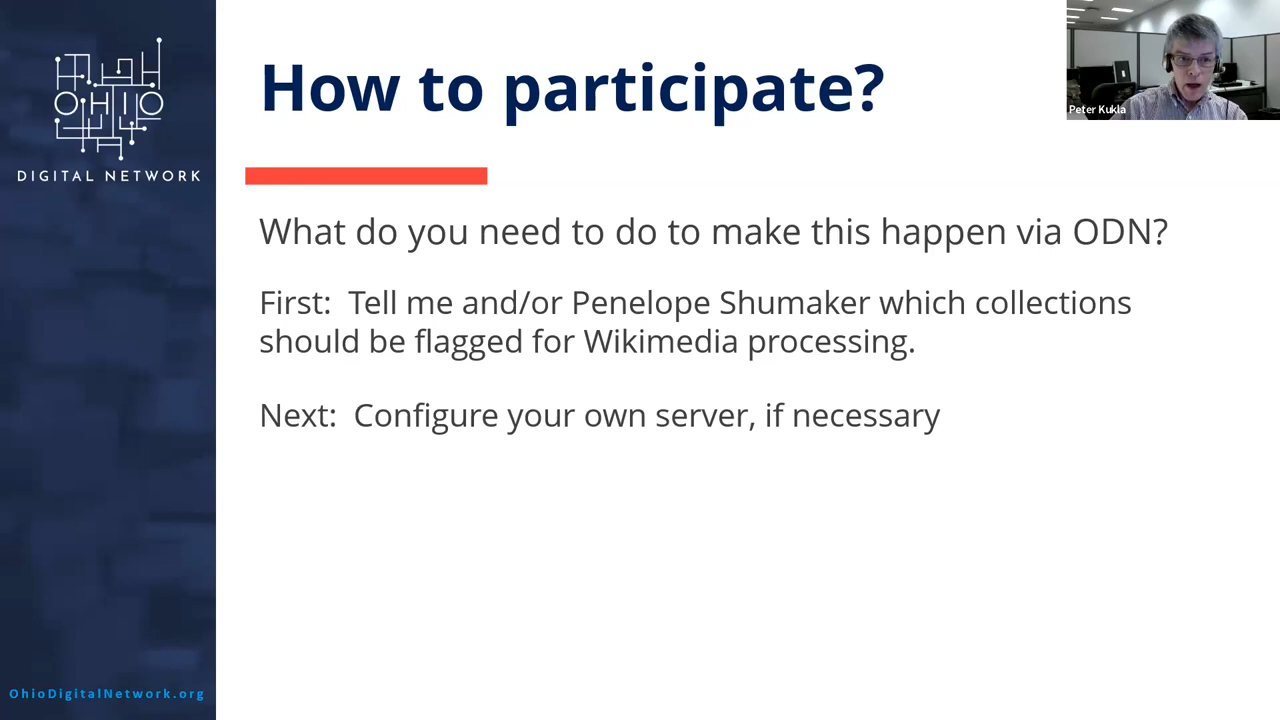 OHIO
DIGITAL NETWORK
How to participate?
Peter Kukla
What do you need to do to make this happen via ODN?
First:  Tell me and/or Penelope Shumaker which collections
should be flagged for Wikimedia processing.
Next:  Configure your own server, if necessary
OhioDigitalNetwork.org